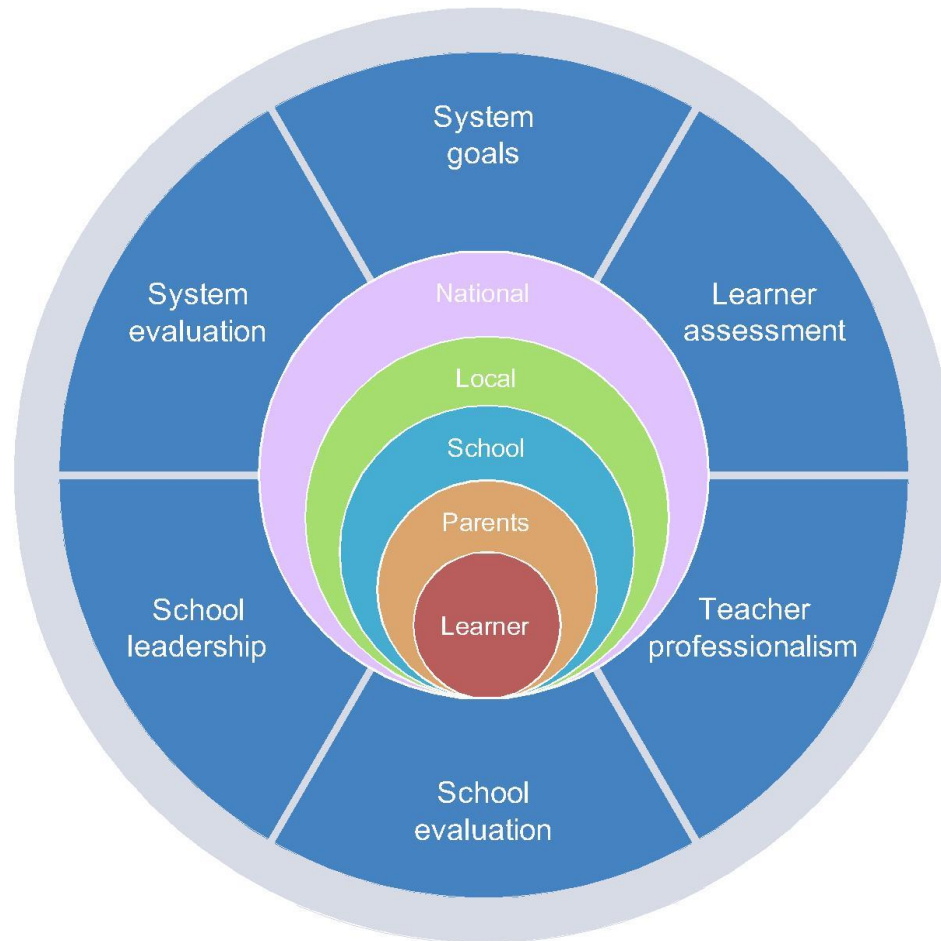 System
goals
System
evaluation
Learner
assessment
National
Local
School
Parents
Learner
School
leadership
Teacher
professionalism
School
evaluation